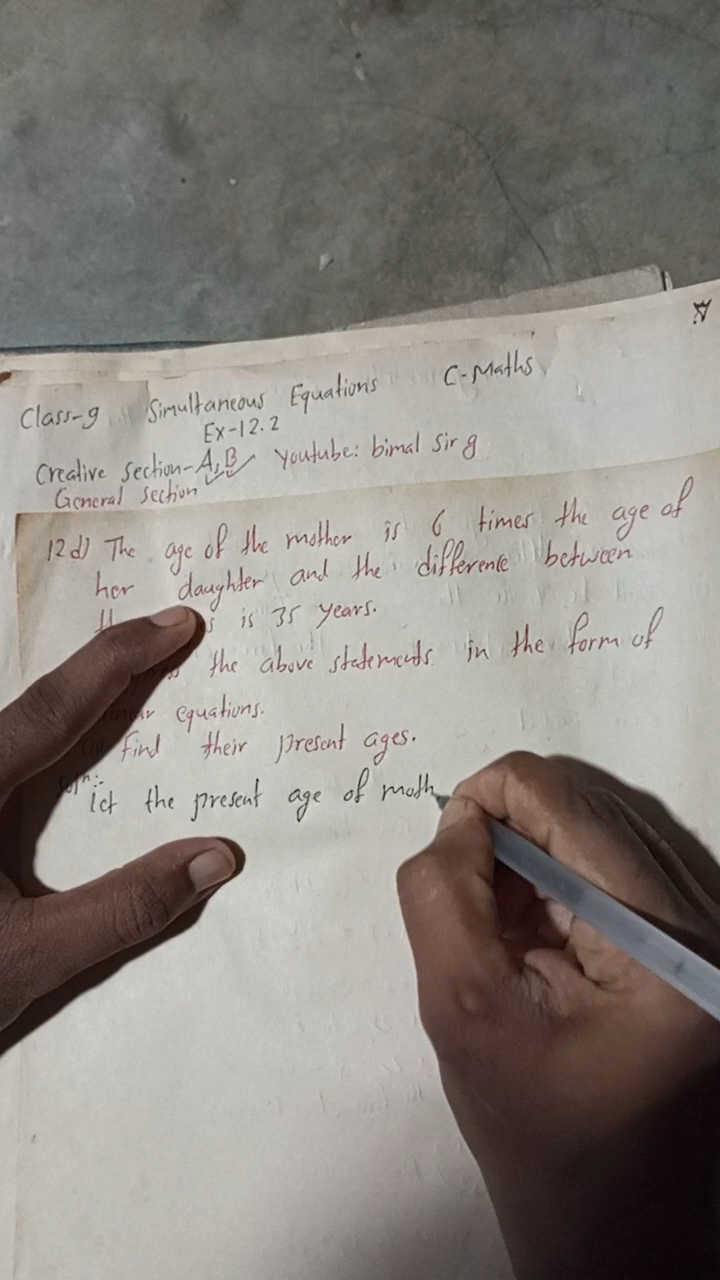 Class-9 Simultaneous Equations C-Maths
Ex-12.2
Creative section-A,B Youtube: bimal sir g
General section
12 d) The age of the mother is 6 times the age of
her daughter and the difference between
is 35 years.
the above statements in the form of
equations.
Find their present ages.
Solⁿ:
let the present age of moth